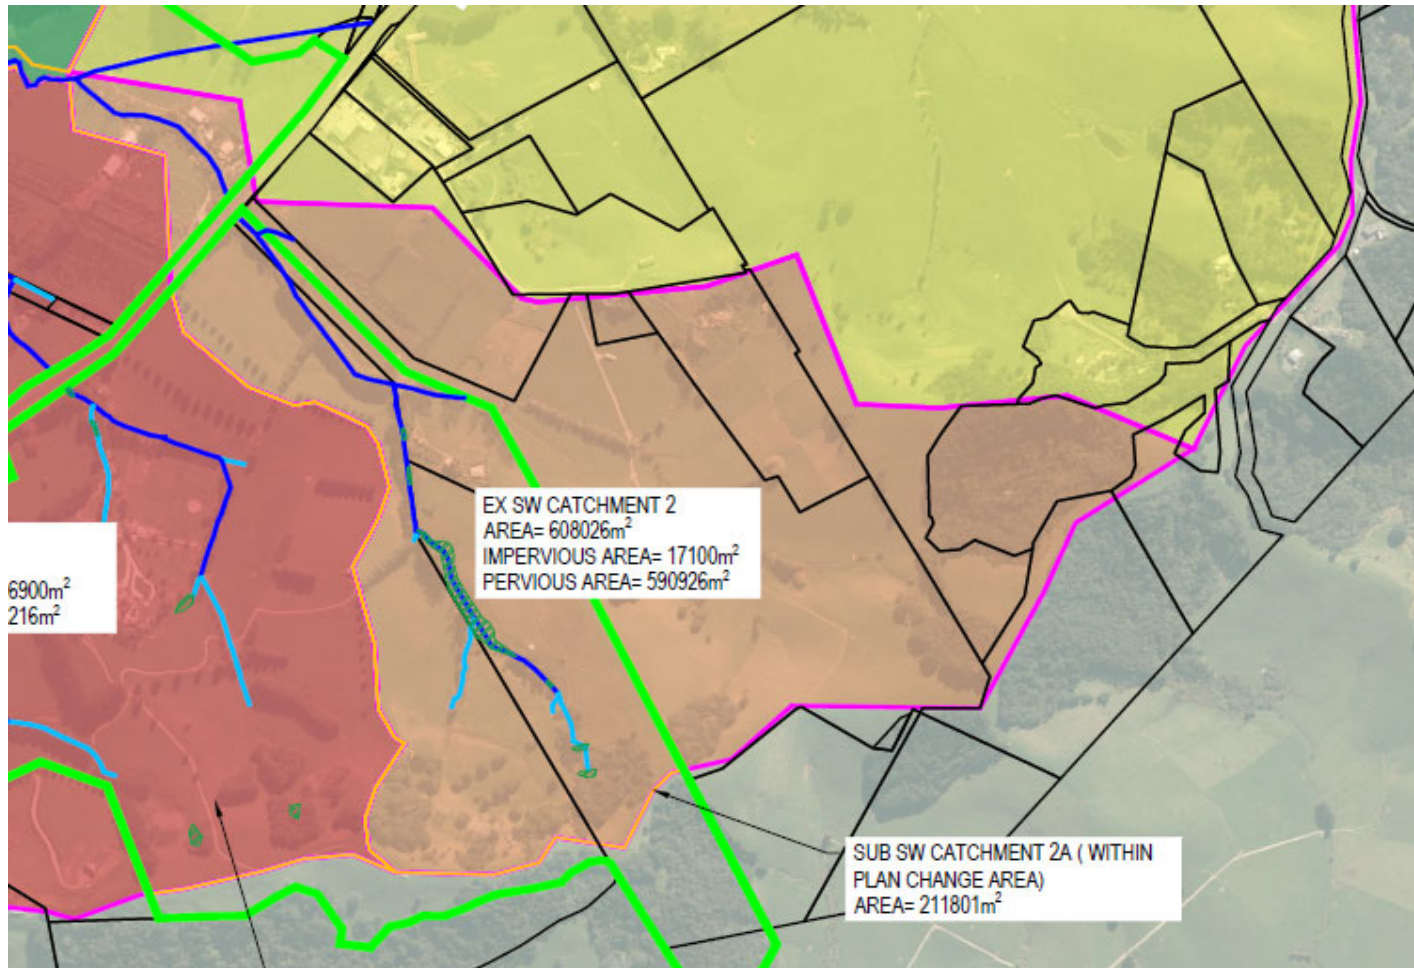 EX SW CATCHMENT 2
AREA= 608026m²
IMPERVIOUS AREA= 17100m²
PERVIOUS AREA= 590926m²
6900m²
216m²
SUB SW CATCHMENT 2A ( WITHIN
PLAN CHANGE AREA)
AREA= 211801m²